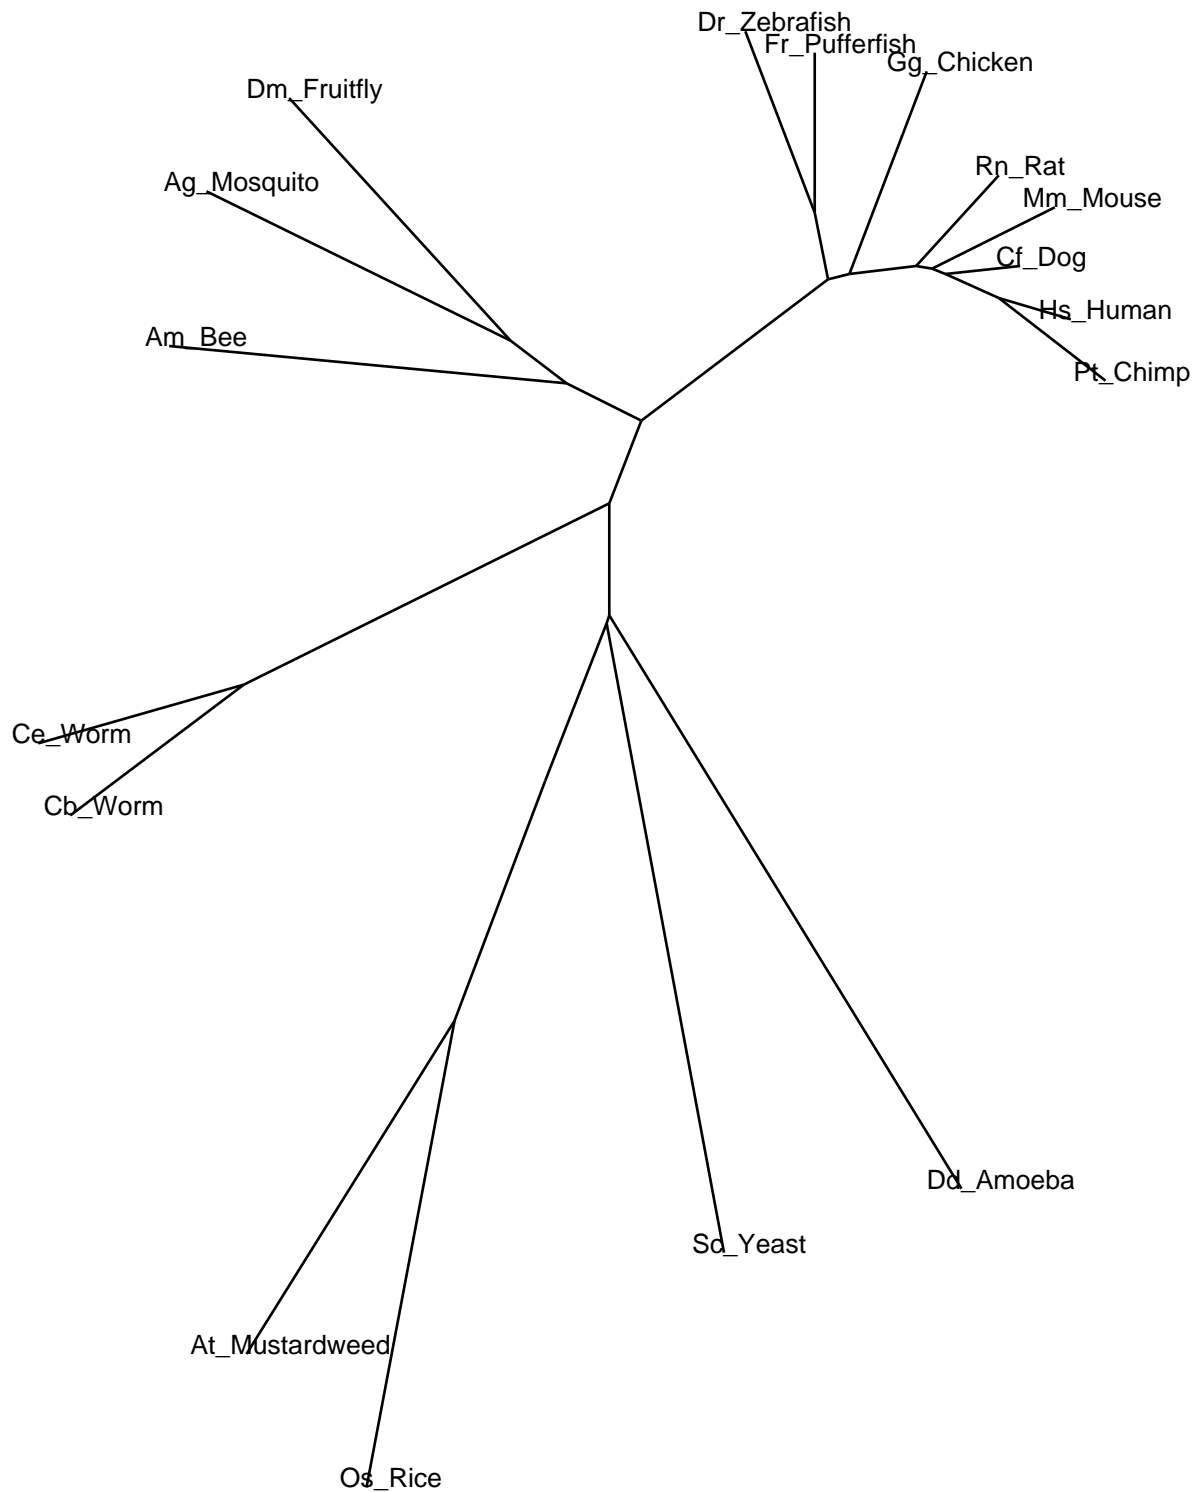 Dr_Zebrafish
Fr_Pufferfish
Gg_Chicken
Dm_Fruitfly
Rn_Rat
Ag_Mosquito
Mm_Mouse
Cf_Dog
Hs_Human
Am_Bee
Pt_Chimp
Ce_Worm
Cb_Worm
Dd_Amoeba
Sc_Yeast
At_Mustardweed
Os_Rice